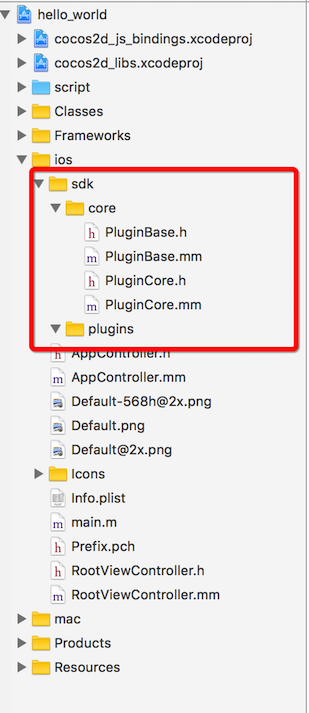 hello_world
cocos2d_js_bindings.xcodeproj
cocos2d_libs.xcodeproj
script
Classes
Frameworks
ios
sdk
core
h PluginBase.h
m PluginBase.mm
h PluginCore.h
m PluginCore.mm
plugins
h AppController.h
m AppController.mm
Default-568h@2x.png
Default.png
Default@2x.png
Icons
Info.plist
m main.m
h Prefix.pch
h RootViewController.h
m RootViewController.mm
mac
Products
Resources